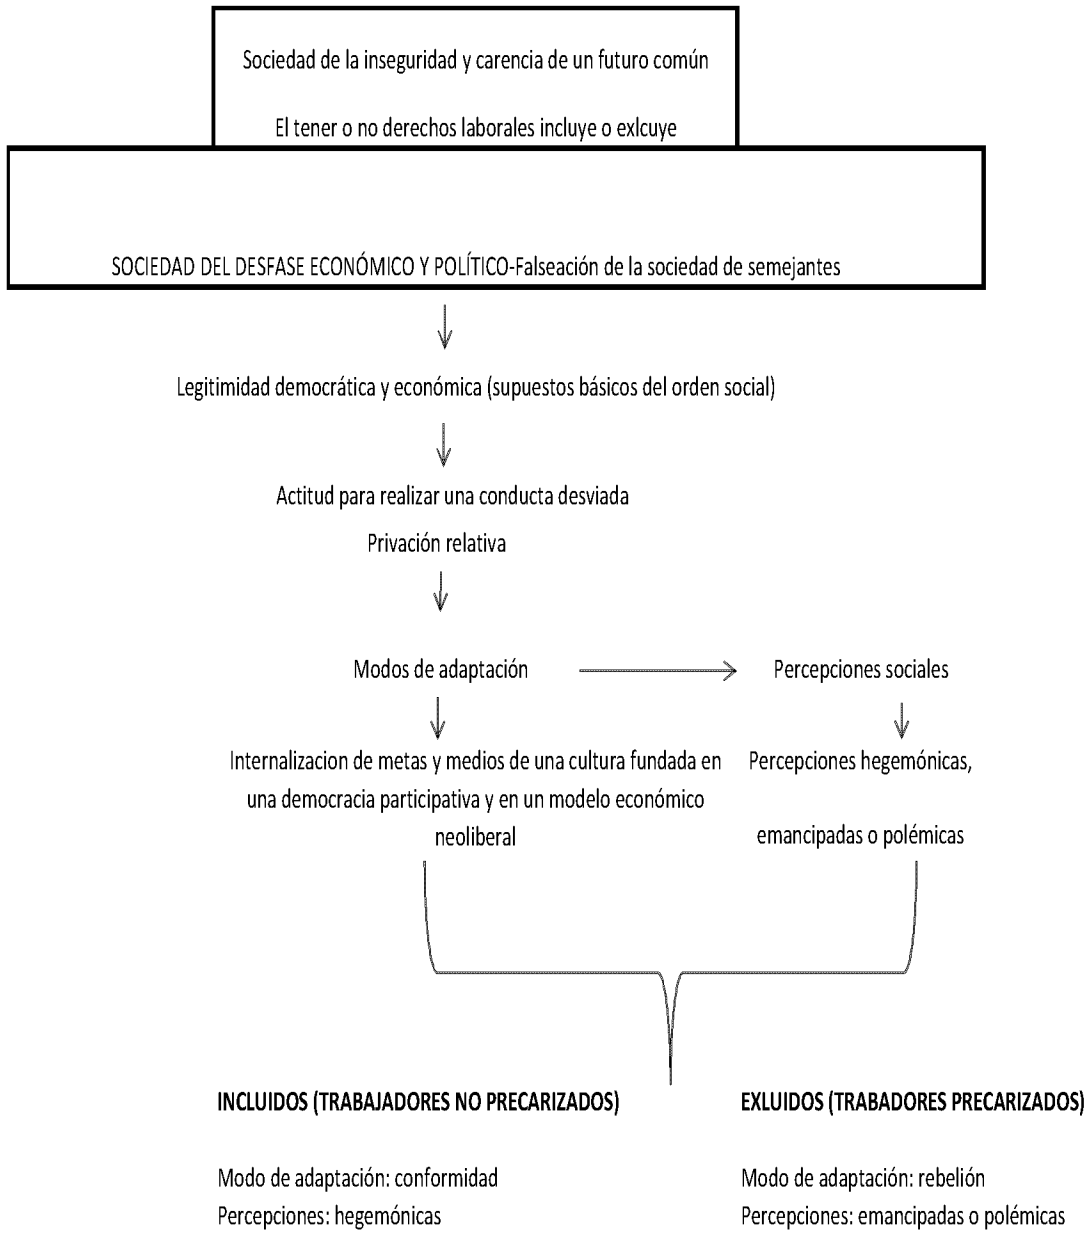 Sociedad de la inseguridad y carencia de un futuro común
El tener o no derechos laborales incluye o exlcuye
SOCIEDAD DEL DESFASE ECONÓMICO Y POLÍTICO-Falseación de la sociedad de semejantes
Legitimidad democrática y económica (supuestos básicos del orden social)
Actitud para realizar una conducta desviada
Privación relativa
Modos de adaptación
Percepciones sociales
Internalizacion de metas y medios de una cultura fundada en
una democracia participativa y en un modelo económico
neoliberal
Percepciones hegemónicas,
emancipadas o polémicas
INCLUIDOS (TRABAJADORES NO PRECARIZADOS)
Modo de adaptación: conformidad
Percepciones: hegemónicas
EXLUIDOS (TRABADORES PRECARIZADOS)
Modo de adaptación: rebelión
Percepciones: emancipadas o polémicas